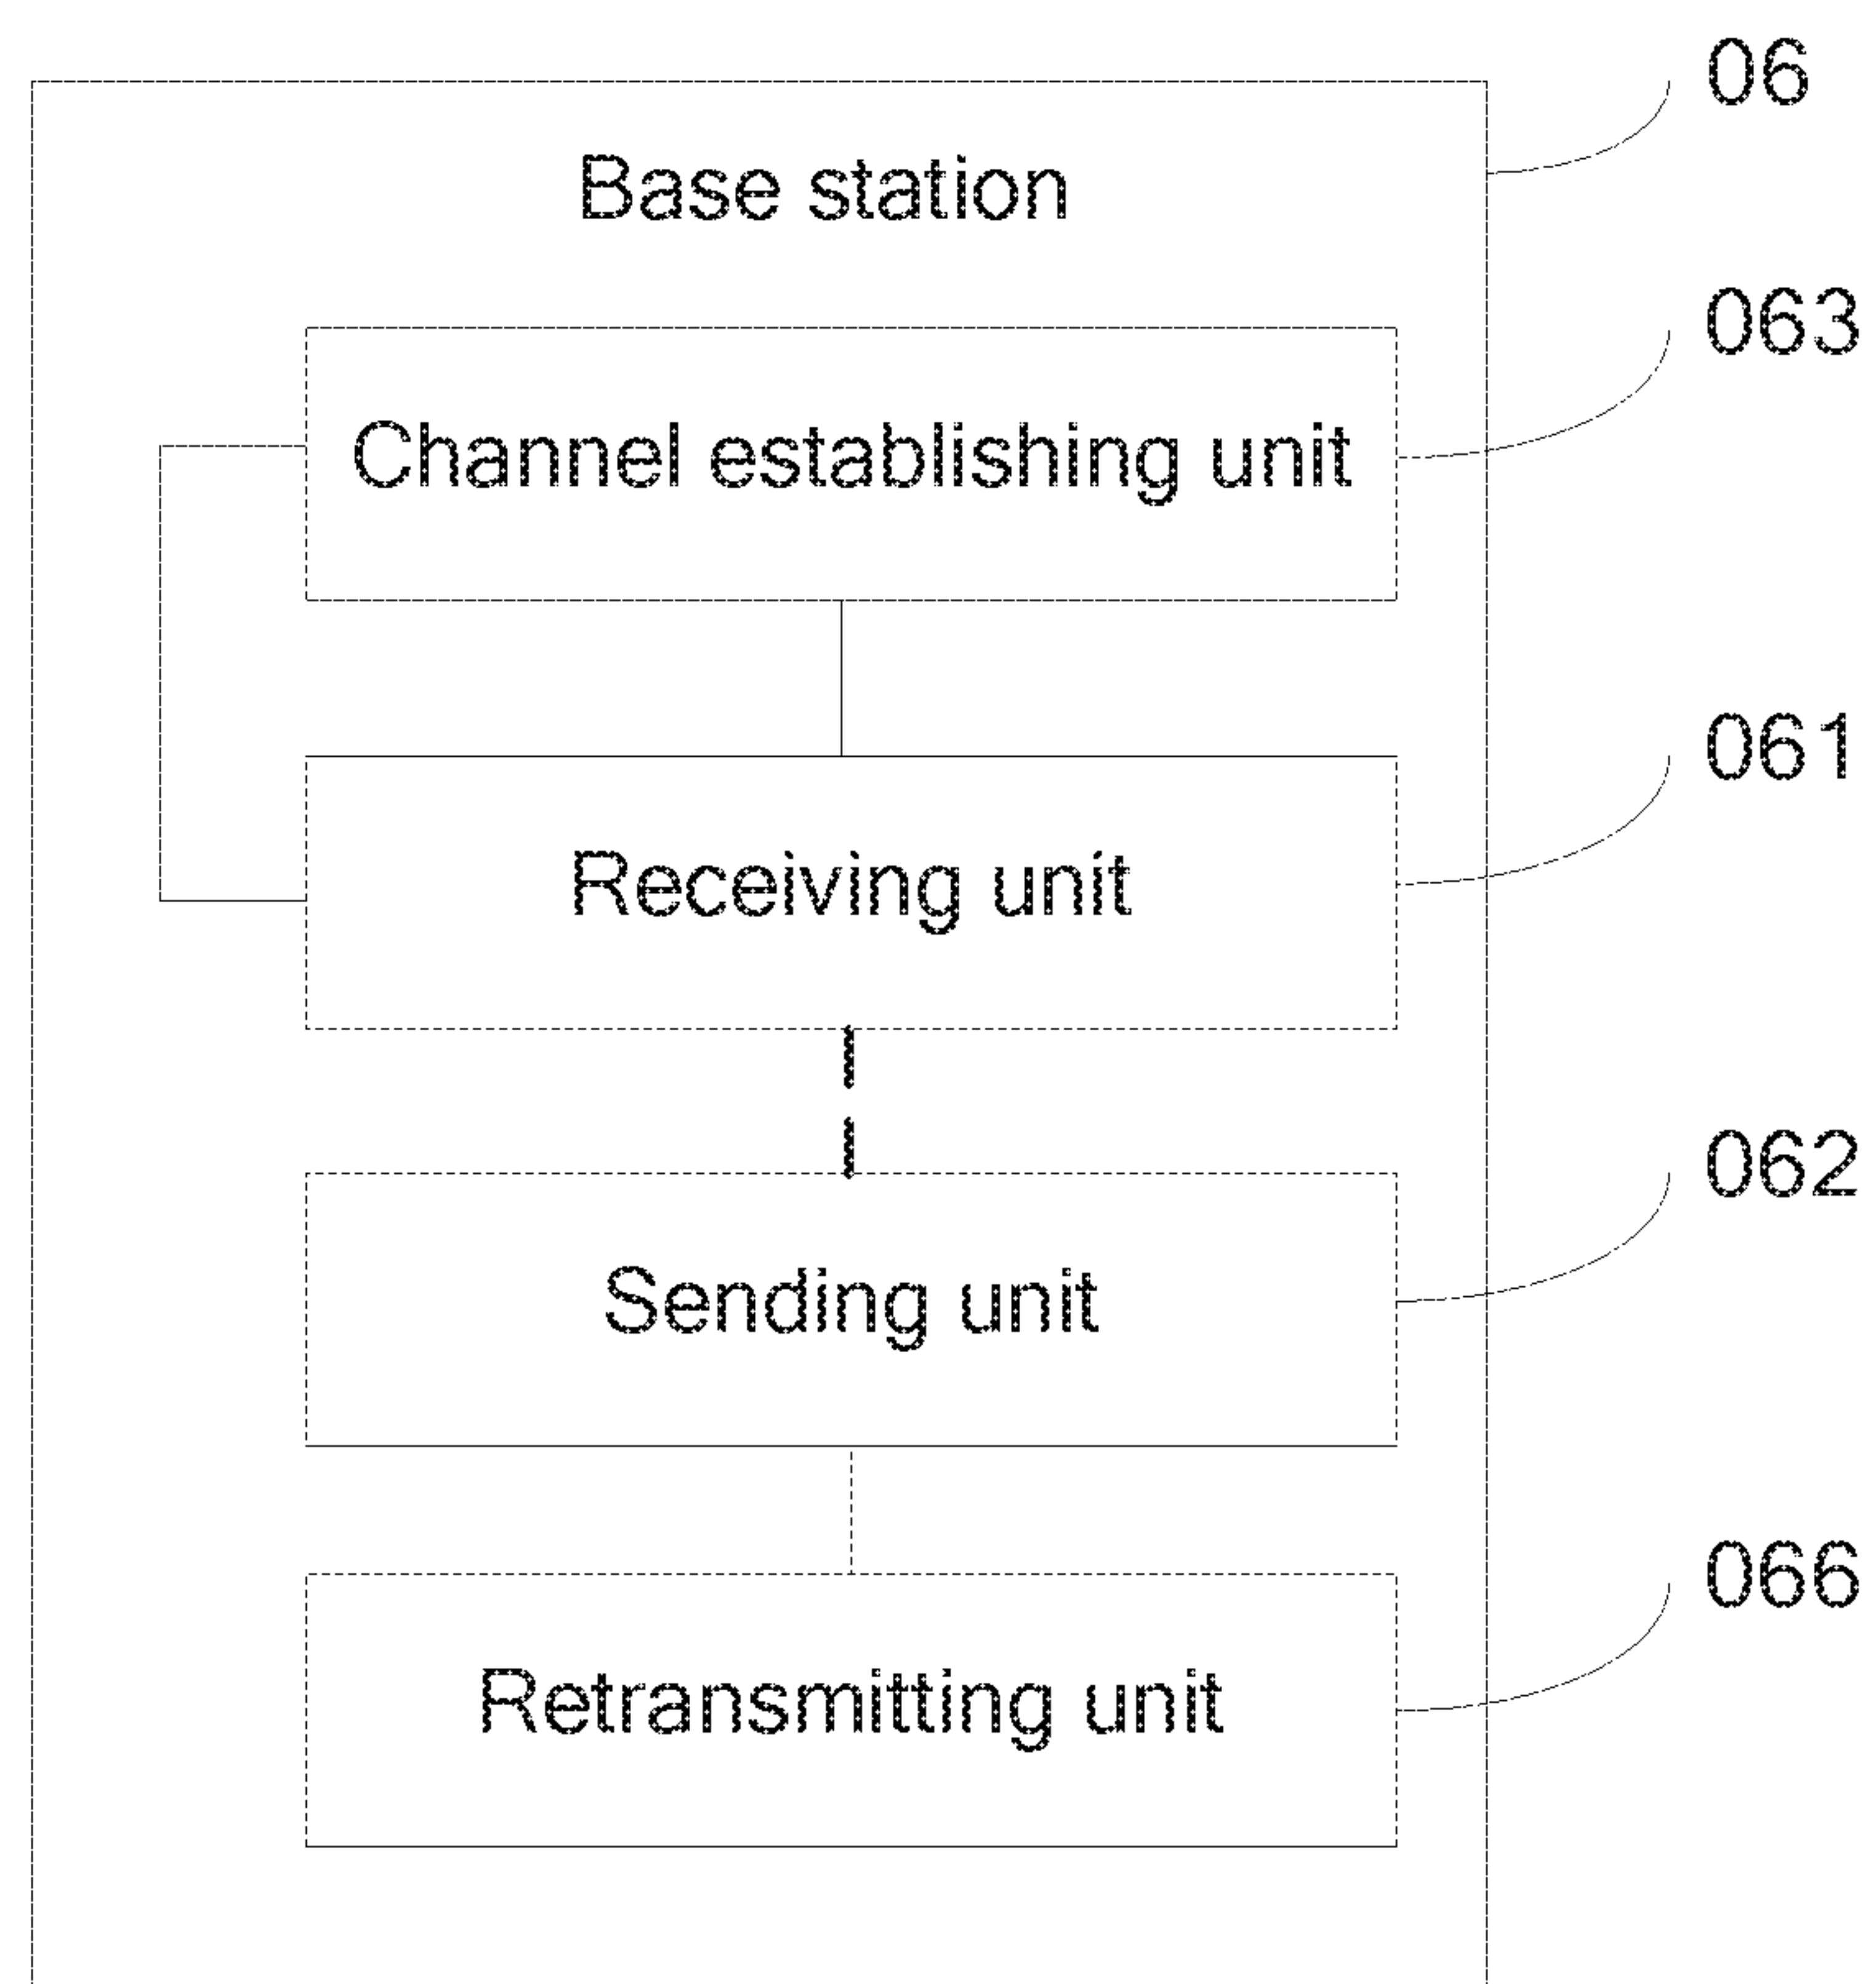 06
Base station
063
Channel establishing unit
061
Receiving unit
062
Sending unit
066
Retransmitting unit